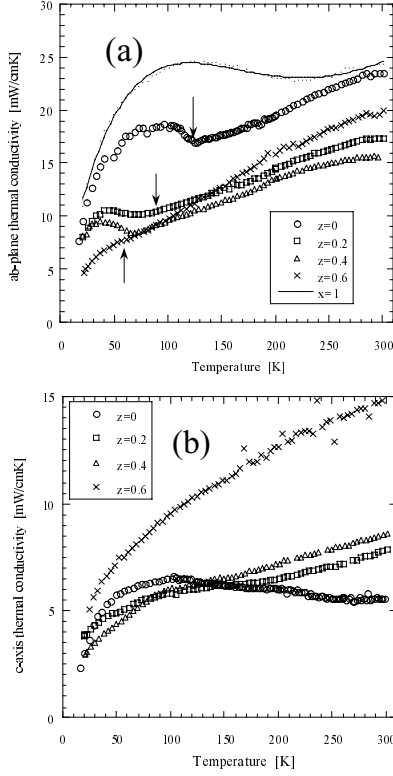 30
25
20
15
10
5
0
ab-plane thermal conductivity [mW/cmK]
(a)
z=0
z=0.2
z=0.4
z=0.6
x=1
0 50 100 150 200 250 300
Temperature [K]
15
10
5
0
c-axis thermal conductivity [mW/cmK]
z=0
z=0.2
z=0.4
z=0.6
(b)
0 50 100 150 200 250 300
Temperature [K]